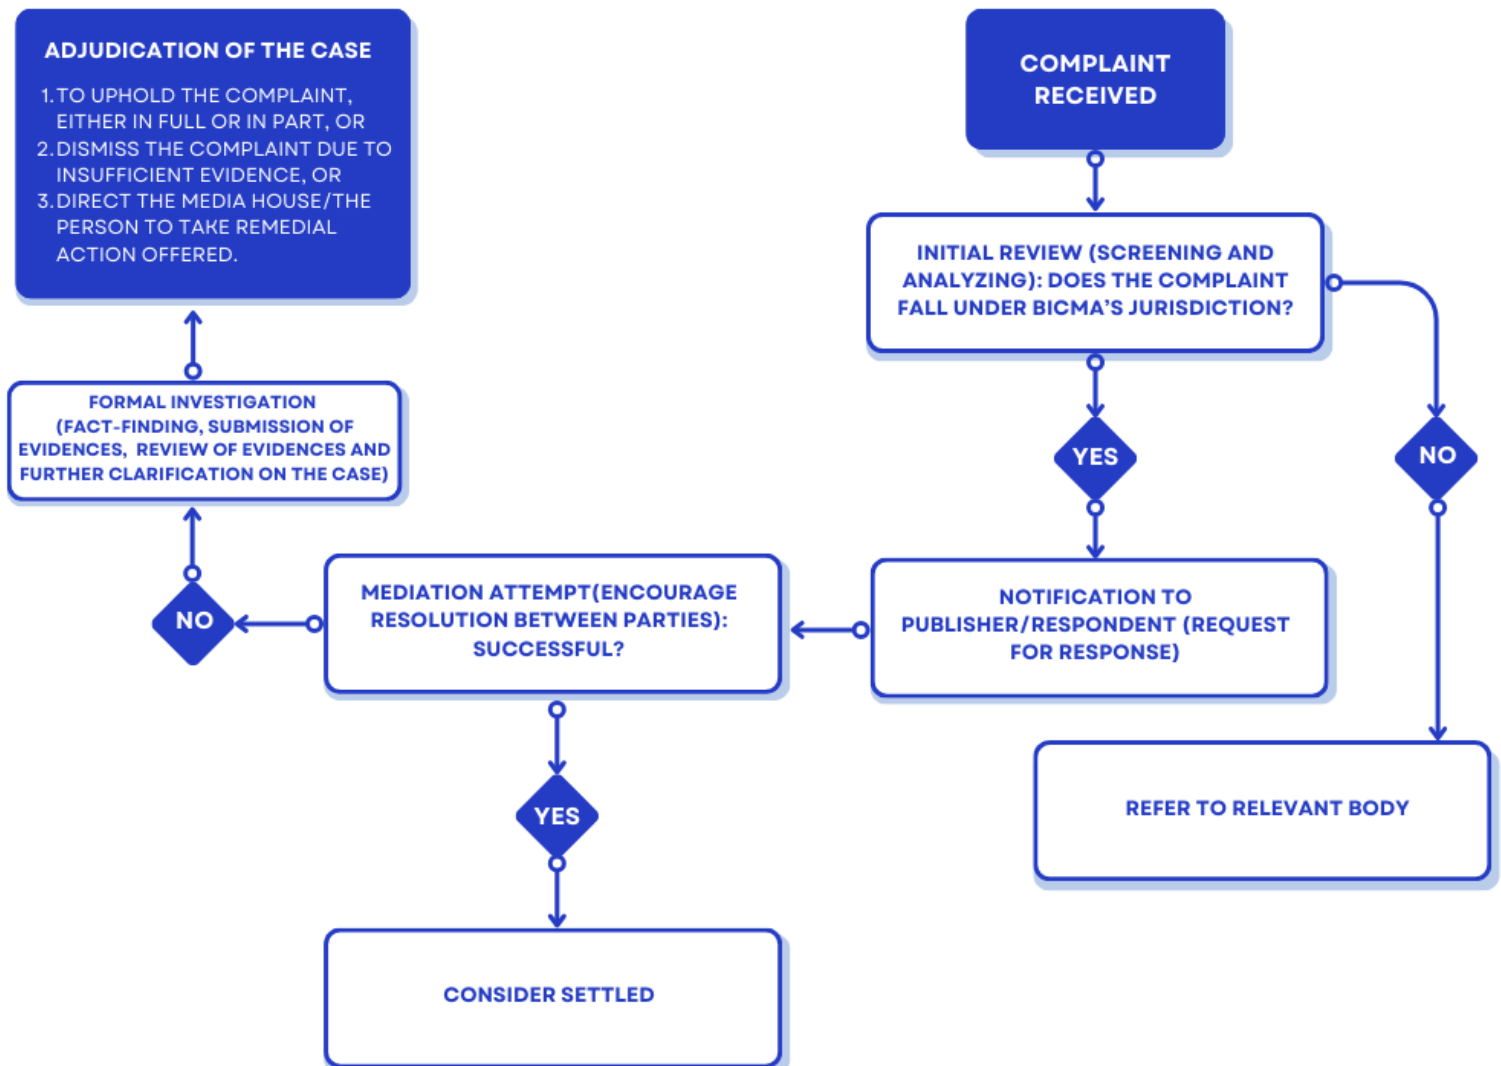 ADJUDICATION OF THE CASE
1. TO UPHOLD THE COMPLAINT,
EITHER IN FULL OR IN PART, OR
2. DISMISS THE COMPLAINT DUE TO
INSUFFICIENT EVIDENCE, OR
3. DIRECT THE MEDIA HOUSE/THE
PERSON TO TAKE REMEDIAL
ACTION OFFERED.
COMPLAINT
RECEIVED
INITIAL REVIEW (SCREENING AND
ANALYZING): DOES THE COMPLAINT
FALL UNDER BICMA'S JURISDICTION?
FORMAL INVESTIGATION
(FACT-FINDING, SUBMISSION OF
EVIDENCES, REVIEW OF EVIDENCES AND
FURTHER CLARIFICATION ON THE CASE)
YES
NO
NO
MEDIATION ATTEMPT(ENCOURAGE
RESOLUTION BETWEEN PARTIES):
SUCCESSFUL?
NOTIFICATION TO
PUBLISHER/RESPONDENT (REQUEST
FOR RESPONSE)
YES
REFER TO RELEVANT BODY
CONSIDER SETTLED